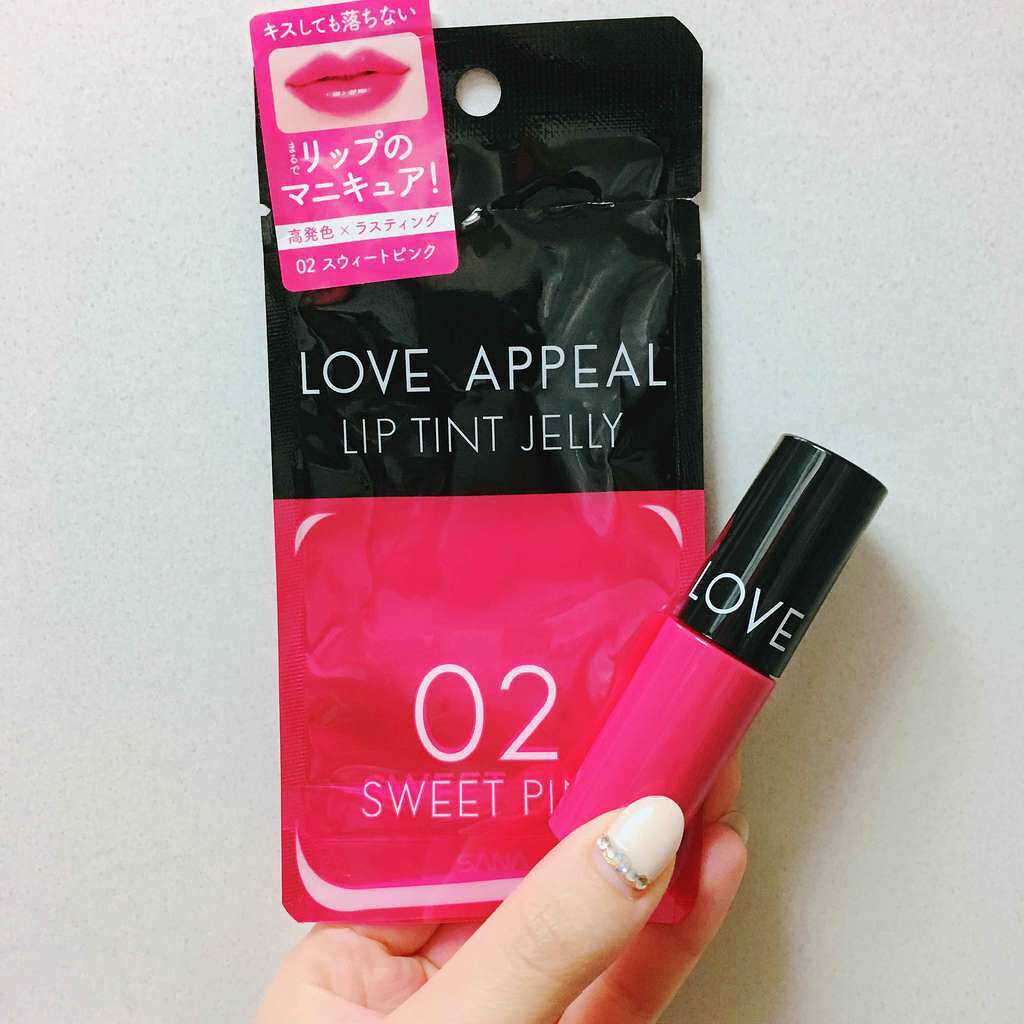 キスしても落ちない
まるで
リップの
マニキュア!
高発色×ラスティング
02 スウィートピンク
LOVE APPEAL
LIP TINT JELLY
LOVE
02
SWEET
SANA